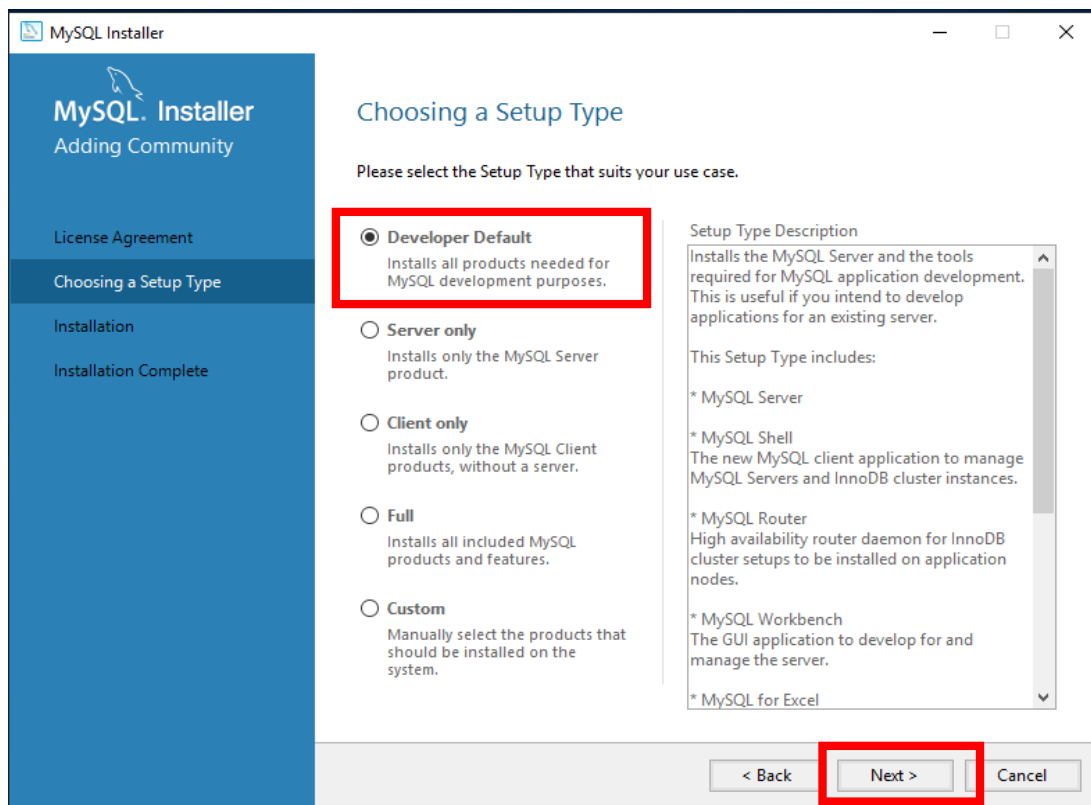 MySQL Installer
MySQL. Installer
Adding Community
License Agreement
Choosing a Setup Type
Installation
Installation Complete
Choosing a Setup Type
Please select the Setup Type that suits your use case.
Developer Default
Installs all products needed for
MySQL development purposes.
Server only
Installs only the MySQL Server
product.
Client only
Installs only the MySQL Client
products, without a server.
Full
Installs all included MySQL
products and features.
Custom
Manually select the products that
should be installed on the
system.
Setup Type Description
Installs the MySQL Server and the tools
required for MySQL application development.
This is useful if you intend to develop
applications for an existing server.
This Setup Type includes:
* MySQL Server
* MySQL Shell
The new MySQL client application to manage
MySQL Servers and InnoDB cluster instances.
* MySQL Router
High availability router daemon for InnoDB
cluster setups to be installed on application
nodes.
* MySQL Workbench
The GUI application to develop for and
manage the server.
* MySQL for Excel
< Back
Next >
Cancel